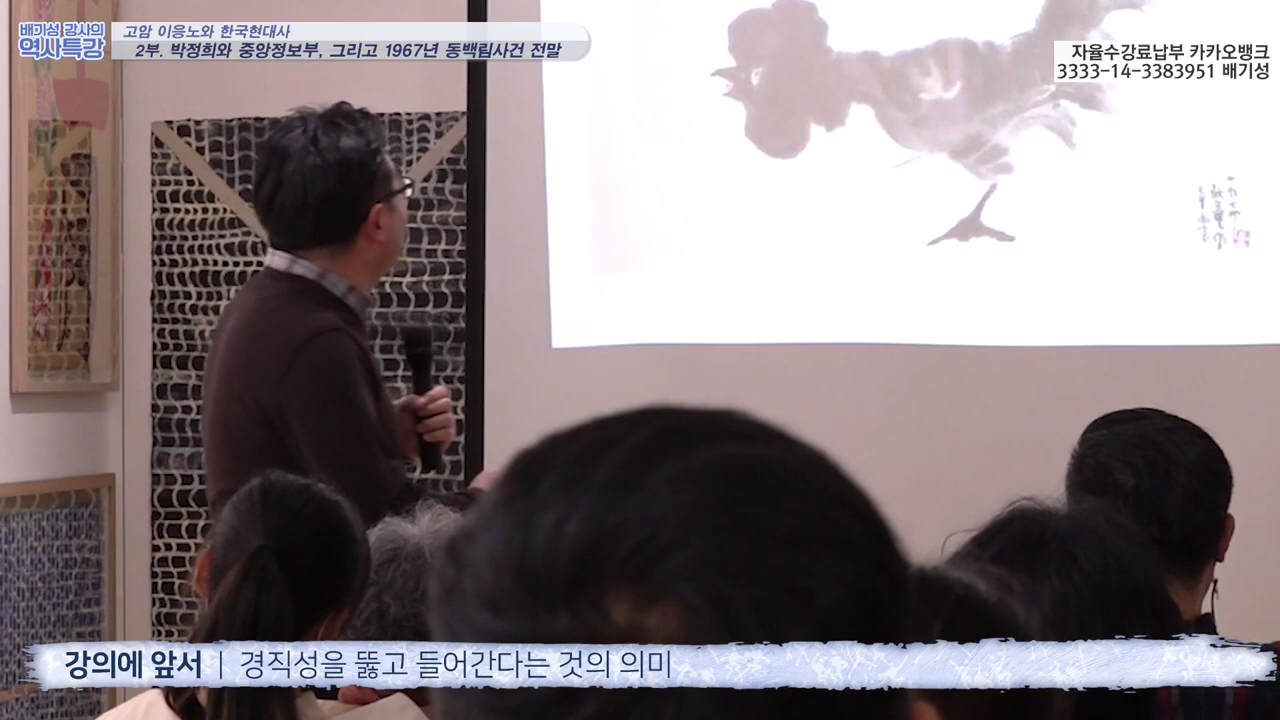 배기성 강사의
역사특강
고암 이응노와 한국현대사
2부. 박정희와 중앙정보부, 그리고 1967년 동백림사건 전말
자율수강료납부 카카오뱅크
3333-14-3383951 배기성
강의에 앞서 | 경직성을 뚫고 들어간다는 것의 의미